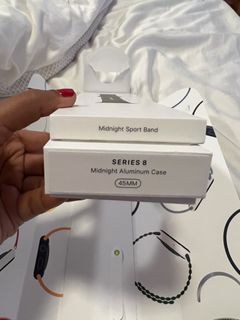 Midnight Sport Band
SERIES 8
Midnight Aluminum Case
45MM